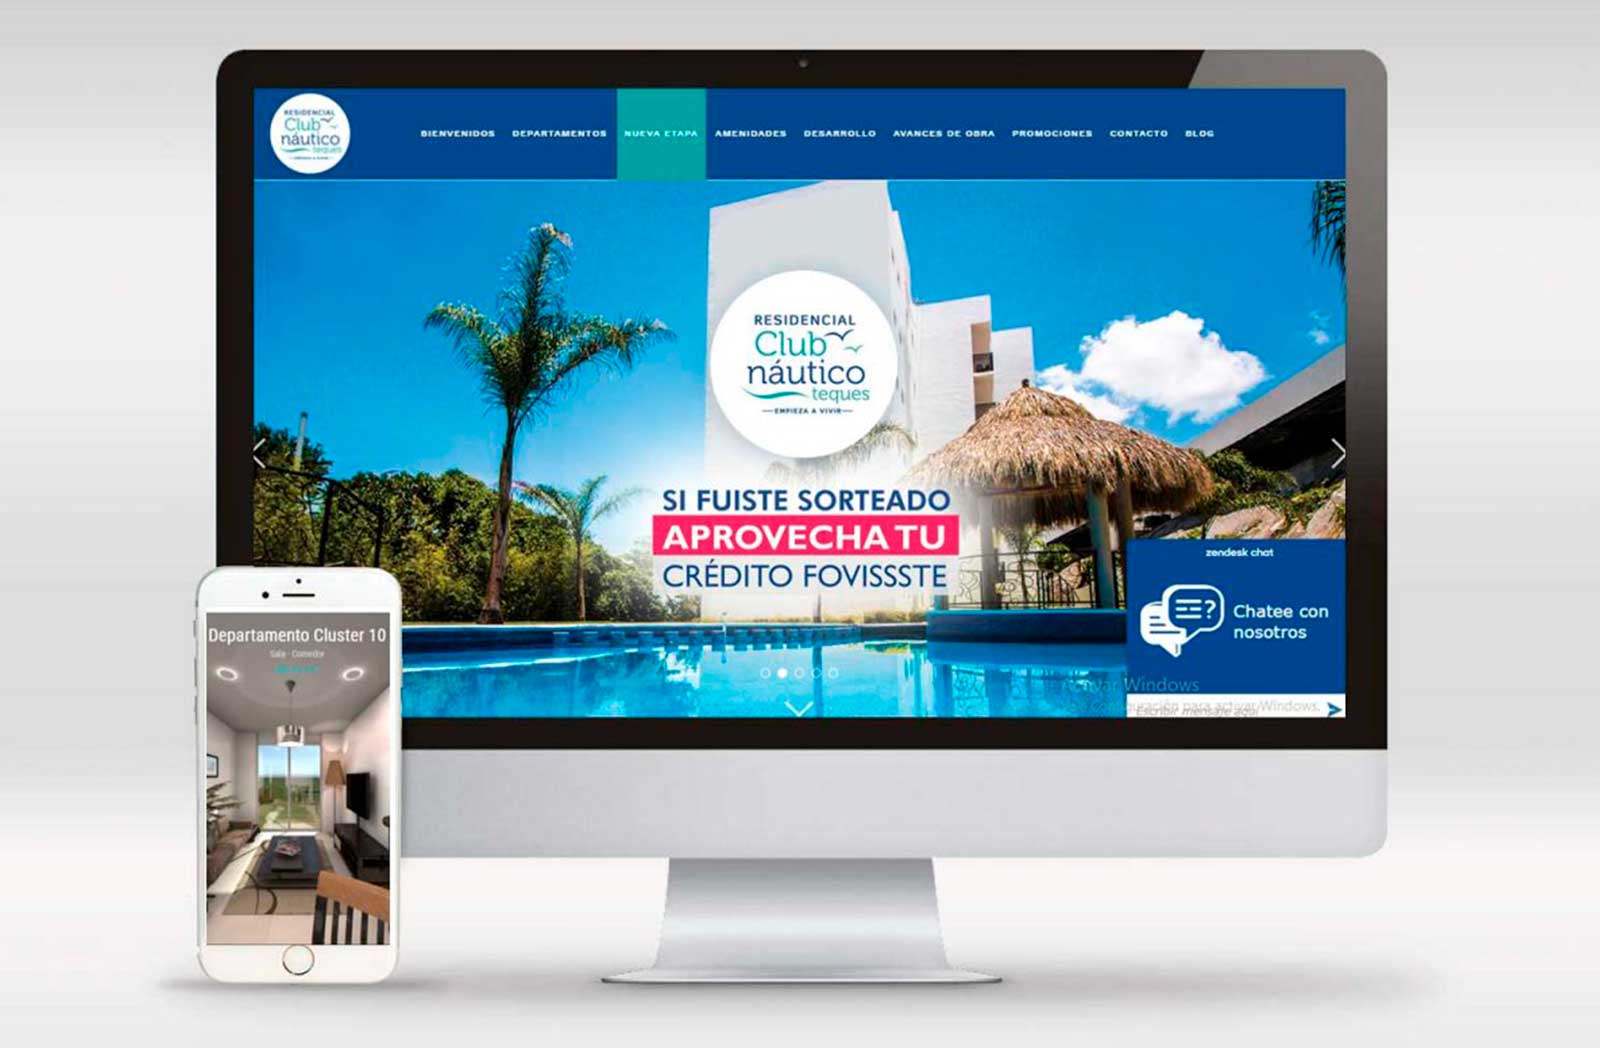 RESIDENCIAL
Club
náutico
teques
EMPIEZA A VIVIR
BIENVENIDOS DEPARTAMENTOS NUEVA ETAPA AMENIDADES DESARROLLO AVANCES DE OBRA PROMOCIONES CONTACTO BLOG
RESIDENCIAL
Club
náutico
teques
EMPIEZA A VIVIR
SI FUISTE SORTEADO
APROVECHA TU
CRÉDITO FOVISSSTE
zendesk chat
Chatee con
nosotros
Activar Windows
configuración para activar Windows.
Escribir mensaje aquí
Departamento Cluster 10
Sala - Comedor